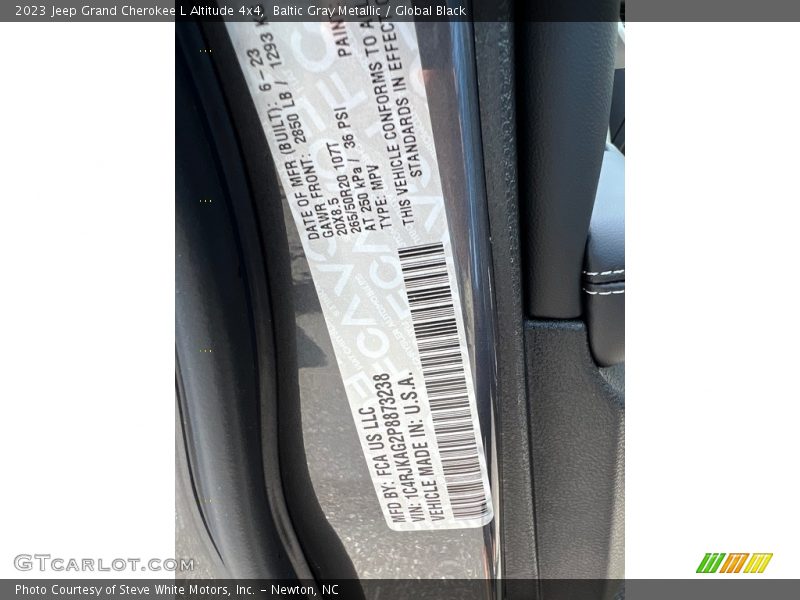 2023 Jeep Grand Cherokee L Altitude 4x4, Baltic Gray Metallic / Global Black
MFD BY: FCA US LLC
VIN: 1C4RJKAG2P8873238
VEHICLE MADE IN: U.S.A.
DATE OF MFR (BUILT): 6-23
GAWR FRONT: 2850 LB / 1293
20X8.5
265/50R20 107T
AT 250 kPa / 36 PSI
TYPE: MPV
PAIN
THIS VEHICLE CONFORMS TO
STANDARDS IN EFFEC
GTcarlot.com
Photo Courtesy of Steve White Motors, Inc. – Newton, NC